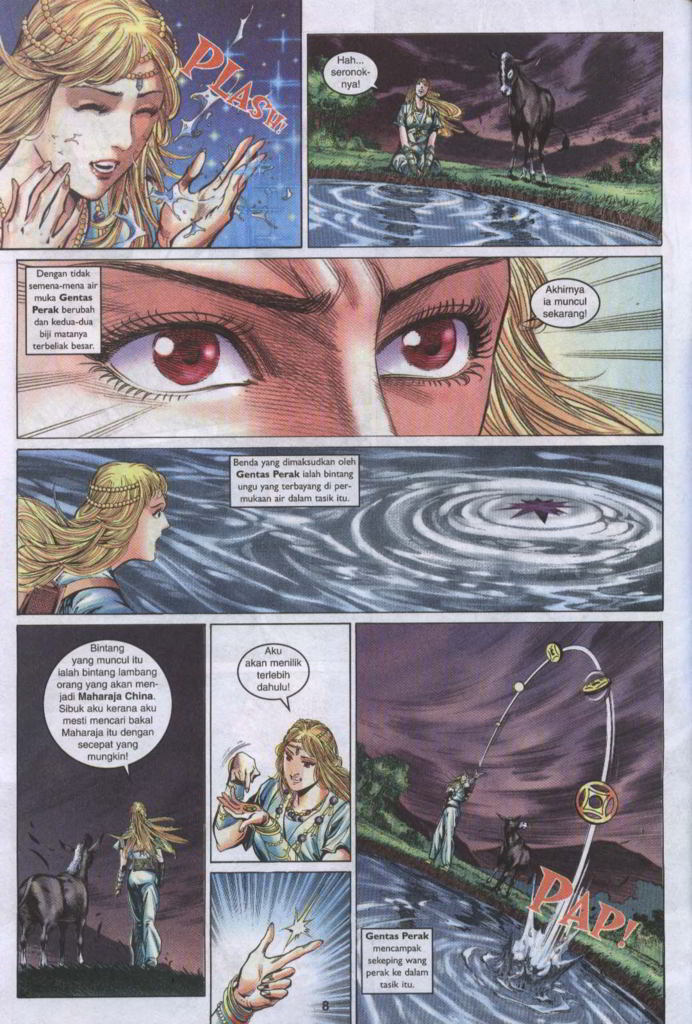 PLASH!
Hah...
seronok-
nya!
Dengan tidak
semena-mena air
muka Gentas
Perak berubah
dan kedua-dua
biji matanya
terbeliak besar.
Akhirnya
ia muncul
sekarang!
Benda yang dimaksudkan oleh
Gentas Perak ialah bintang
ungu yang terbayang di per-
mukaan air dalam tasik itu.
Bintang
yang muncul itu
ialah bintang lambang
orang yang akan men-
jadi Maharaja China.
Sibuk aku kerana aku
mesti mencari bakal
Maharaja itu dengan
secepat yang
mungkin!
Aku
akan menilik
terlebih
dahulu!
PAP!
Gentas Perak
mencampak
sekeping wang
perak ke dalam
tasik itu.
8